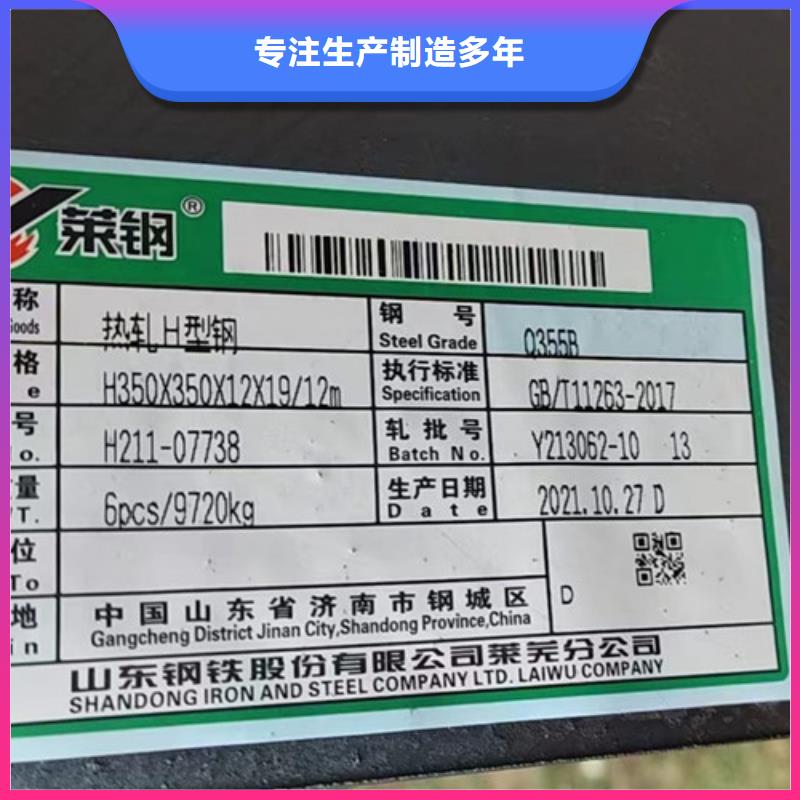 专注生产制造多年
莱钢®
称 热轧H型钢 钢号 Q355B
Goods Steel Grade
格 H350X350X12X19/12m 执行标准 GB/T11263-2017
e Specification
号 H211-07738 轧批号 Y213062-10 13
o. Batch No.
量 6pcs/9720kg 生产日期 2021.10.27 D
/T. Date
位
To D
地 中国山东省济南市钢城区
in Gangcheng District Jinan City,Shandong Province,China
山东钢铁股份有限公司莱芜分公司
SHANDONG IRON AND STEEL COMPANY LTD. LAIWU COMPANY